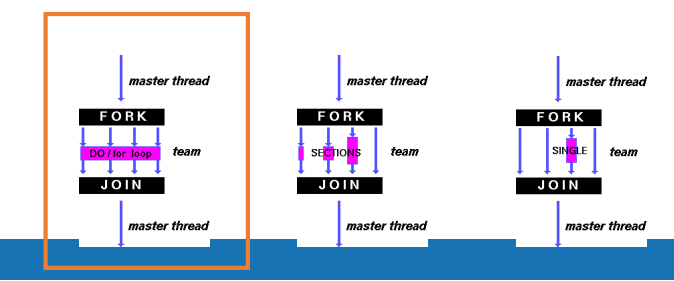 master thread
FORK
DO / for loop
team
JOIN
master thread
master thread
FORK
SECTIONS
team
JOIN
master thread
master thread
FORK
SINGLE
team
JOIN
master thread